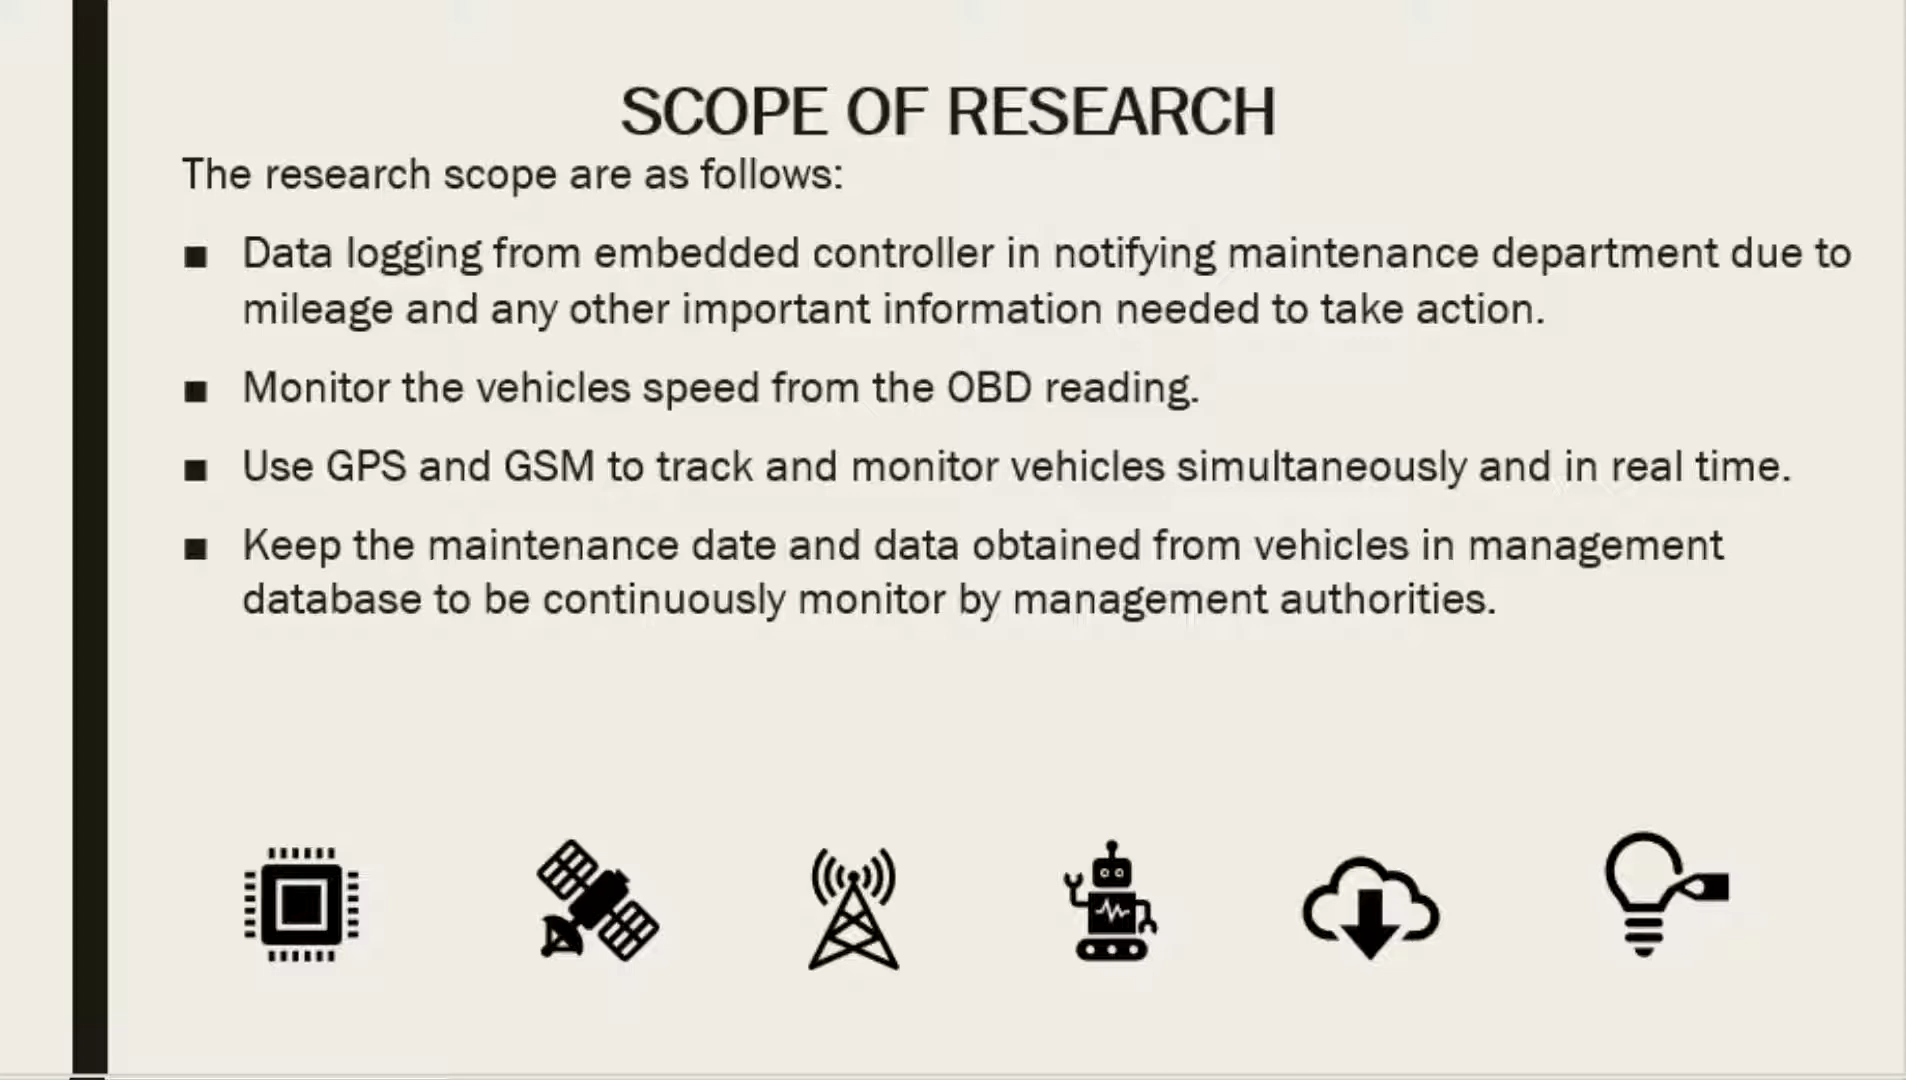 SCOPE OF RESEARCH
The research scope are as follows:
■ Data logging from embedded controller in notifying maintenance department due to
mileage and any other important information needed to take action.
■ Monitor the vehicles speed from the OBD reading.
■ Use GPS and GSM to track and monitor vehicles simultaneously and in real time.
■ Keep the maintenance date and data obtained from vehicles in management
database to be continuously monitor by management authorities.